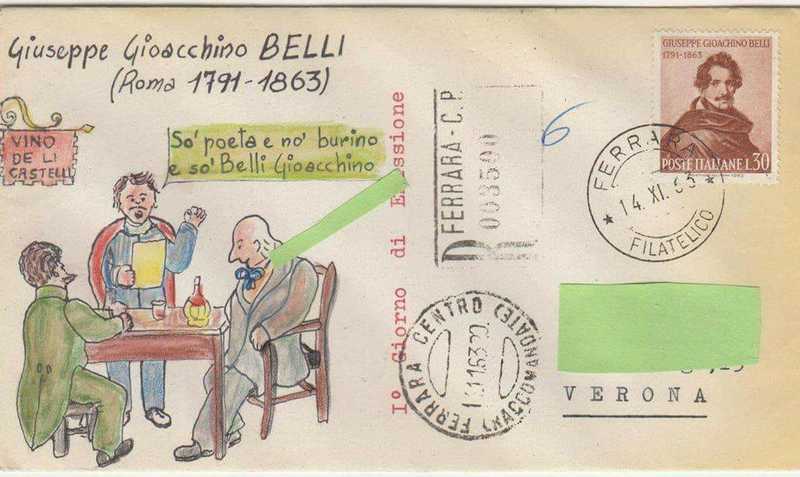 Giuseppe Gioacchino BELLI
(Roma 1791-1863)
VINO
DE LI
CASTELLI
So' poeta e no' burino
e so' Belli Gioacchino
I° Giorno di Emissione
R FERRARA-C.P.
003500
6
GIUSEPPE GIOACHINO BELLI
1791-1863
POSTE ITALIANE L.30
FERRARA
14.XI.63
FILATELICO
FERRARA CENTRO
(RACCOMANDATE)
VERONA